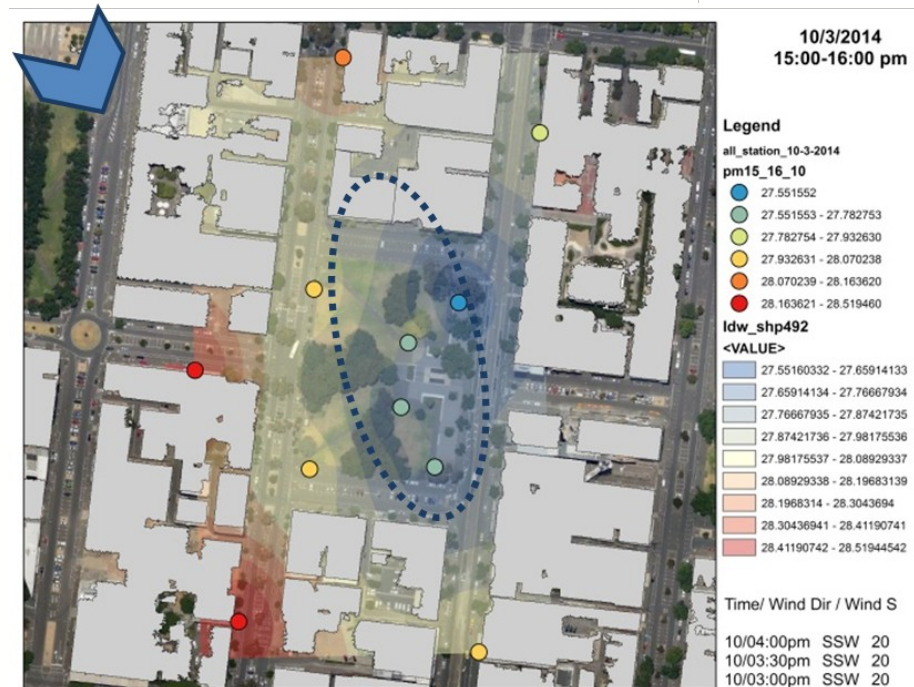 10/3/2014
15:00-16:00 pm
Legend
all_station_10-3-2014
pm15_16_10
27.551552
27.551553 - 27.782753
27.782754 - 27.932630
27.932631 - 28.070238
28.070239 - 28.163620
28.163621 - 28.519460
Idw_shp492
<VALUE>
27.55160332 - 27.65914133
27.65914134 - 27.76667934
27.76667935 - 27.87421735
27.87421736 - 27.98175536
27.98175537 - 28.08929337
28.08929338 - 28.19683139
28.1968314 - 28.3043694
28.30436941 - 28.41190741
28.41190742 - 28.51944542
Time/ Wind Dir / Wind S
10/04:00pm SSW 20
10/03:30pm SSW 20
10/03:00pm SSW 20